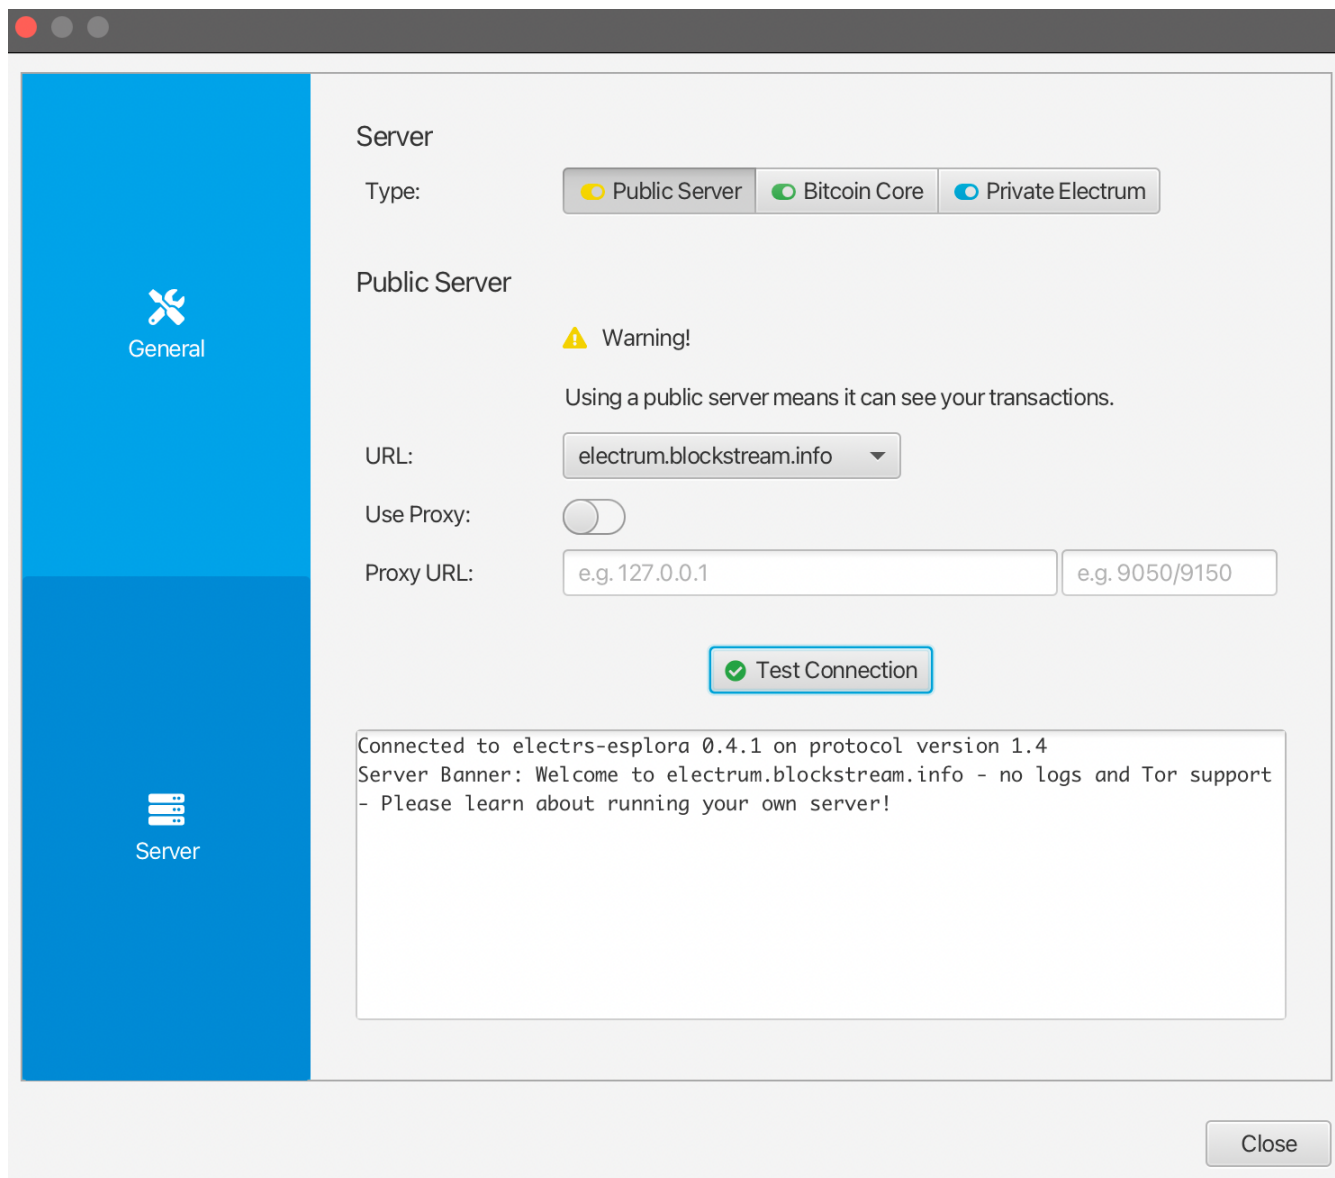 General
Server
Server
Type:
Public Server
Bitcoin Core
Private Electrum
Public Server
Warning!
Using a public server means it can see your transactions.
URL:
electrum.blockstream.info
Use Proxy:
Proxy URL:
e.g. 127.0.0.1
e.g. 9050/9150
Test Connection
Connected to electrs-esplora 0.4.1 on protocol version 1.4
Server Banner: Welcome to electrum.blockstream.info - no logs and Tor support
- Please learn about running your own server!
Close